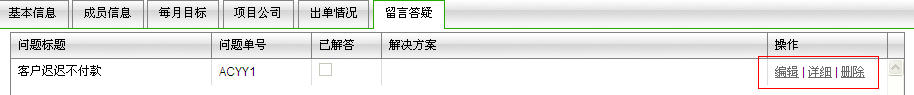 基本信息 成员信息 每月目标 项目公司 出单情况 留言答疑
问题标题 问题单号 已解答 解决方案 操作
客户迟迟不付款 ACYY1 编辑 | 详细 | 删除